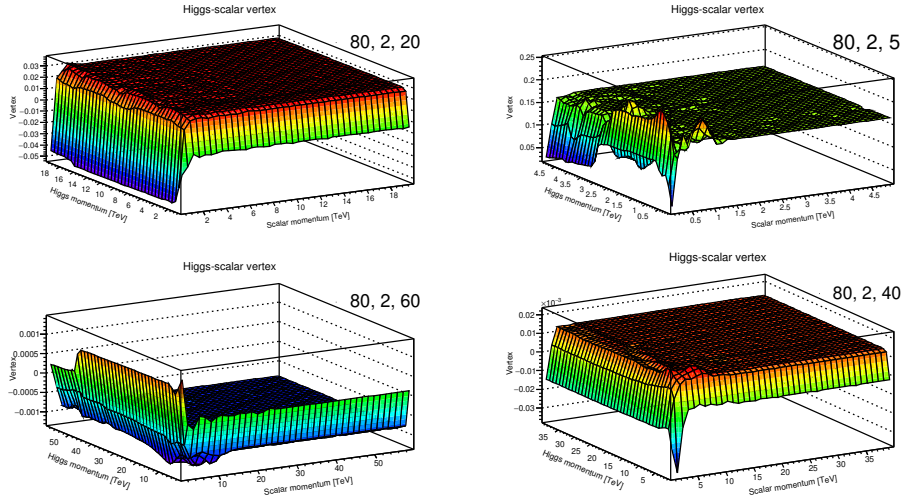 Higgs-scalar vertex
80, 2, 20
Vertex
0.03
0.02
0.01
0
−0.01
−0.02
−0.03
−0.04
−0.05
18 16 14 12 10 8 6 4 2
Higgs momentum [TeV]
2 4 6 8 10 12 14 16 18
Scalar momentum [TeV]
Higgs-scalar vertex
80, 2, 5
Vertex
0.25
0.2
0.15
0.1
0.05
4.5 4 3.5 3 2.5 2 1.5 1 0.5
Higgs momentum [TeV]
0.5 1 1.5 2 2.5 3 3.5 4 4.5
Scalar momentum [TeV]
Higgs-scalar vertex
80, 2, 60
Vertex
0.001
0.0005
0
−0.0005
−0.001
50 40 30 20 10
Higgs momentum [TeV]
10 20 30 40 50
Scalar momentum [TeV]
Higgs-scalar vertex
80, 2, 40
×10⁻³
Vertex
0.02
0.01
0
−0.01
−0.02
−0.03
35 30 25 20 15 10 5
Higgs momentum [TeV]
5 10 15 20 25 30 35
Scalar momentum [TeV]